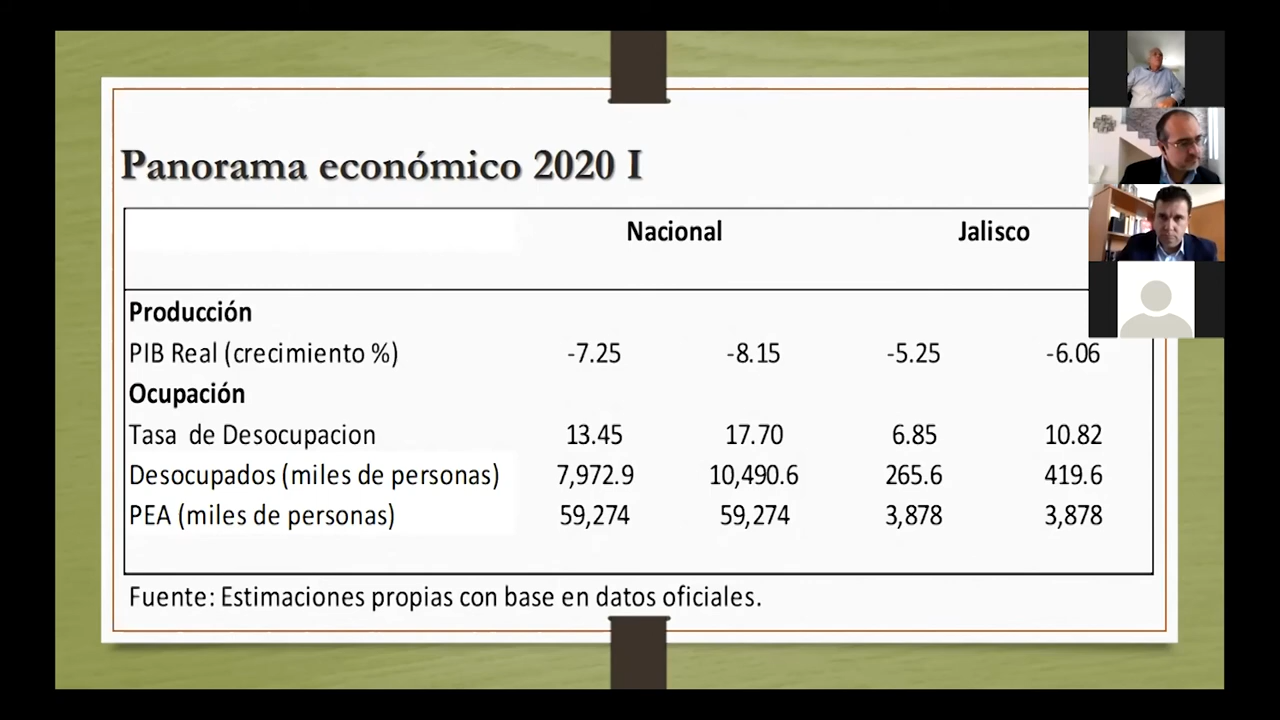 Panorama económico 2020 I
Nacional Jalisco
Producción
PIB Real (crecimiento %) -7.25 -8.15 -5.25 -6.06
Ocupación
Tasa de Desocupacion 13.45 17.70 6.85 10.82
Desocupados (miles de personas) 7,972.9 10,490.6 265.6 419.6
PEA (miles de personas) 59,274 59,274 3,878 3,878
Fuente: Estimaciones propias con base en datos oficiales.